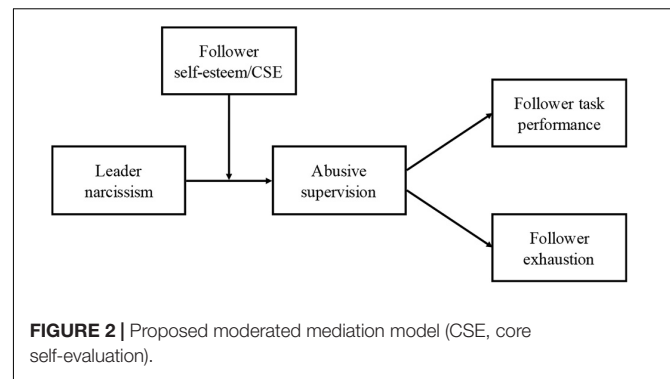 Follower
self-esteem/CSE
Follower task
performance
Leader
narcissism
Abusive
supervision
Follower
exhaustion
FIGURE 2 | Proposed moderated mediation model (CSE, core
self-evaluation).